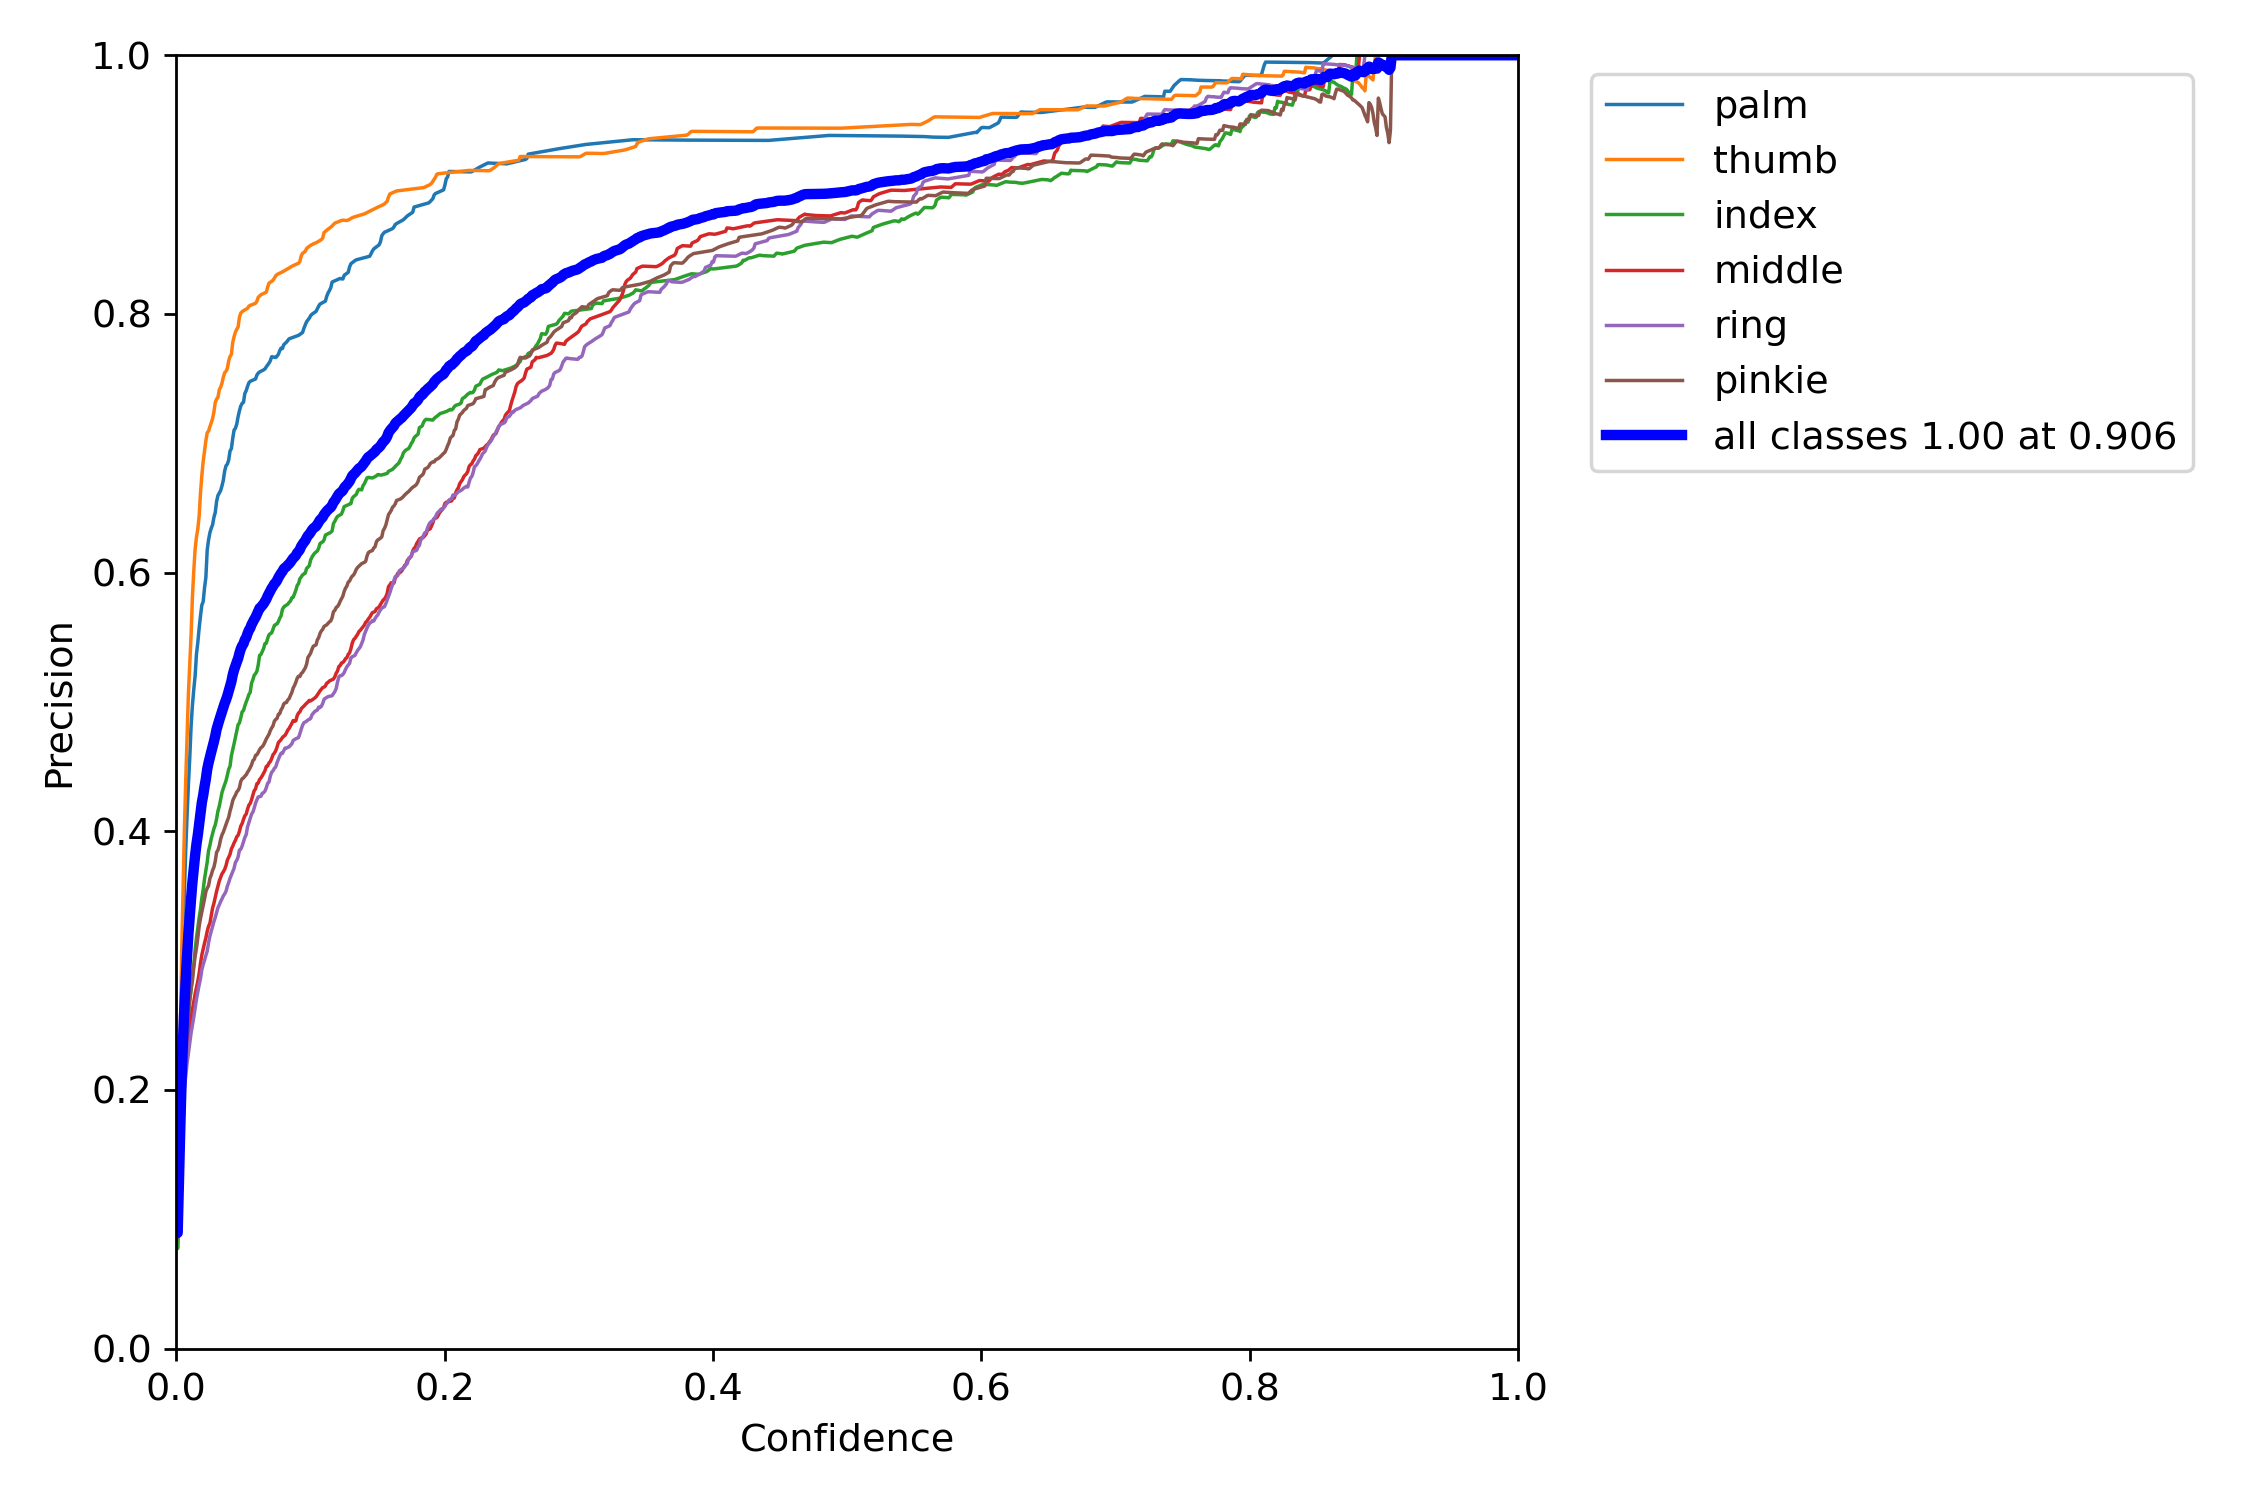 1.0
0.8
0.6
0.4
0.2
0.0
Precision
0.0 0.2 0.4 0.6 0.8 1.0
Confidence
palm
thumb
index
middle
ring
pinkie
all classes 1.00 at 0.906